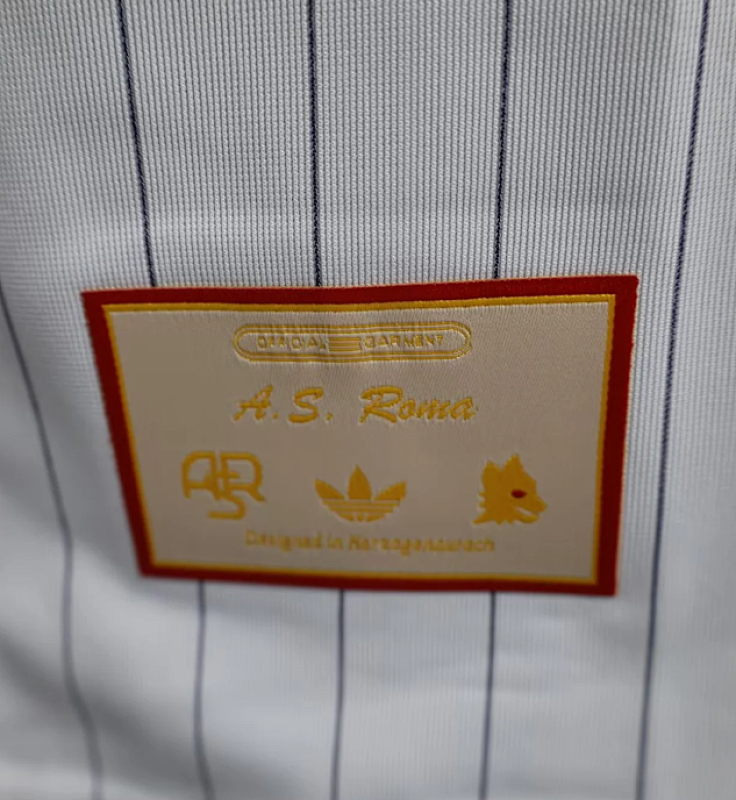 OFFICIAL GARMENT
A.S. Roma
ASR
Designed in Herzogenaurach